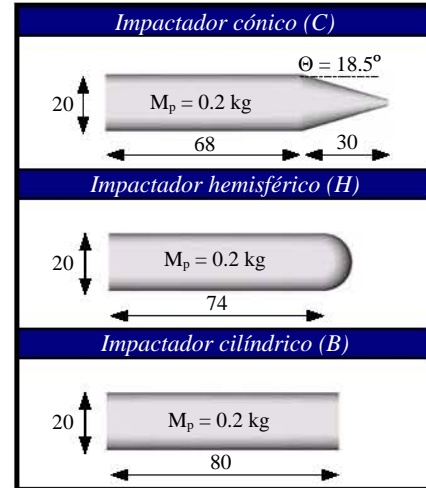 Impactador cónico (C)
Θ = 18.5º
20
Mp = 0.2 kg
68
30
Impactador hemisférico (H)
20
Mp = 0.2 kg
74
Impactador cilíndrico (B)
20
Mp = 0.2 kg
80